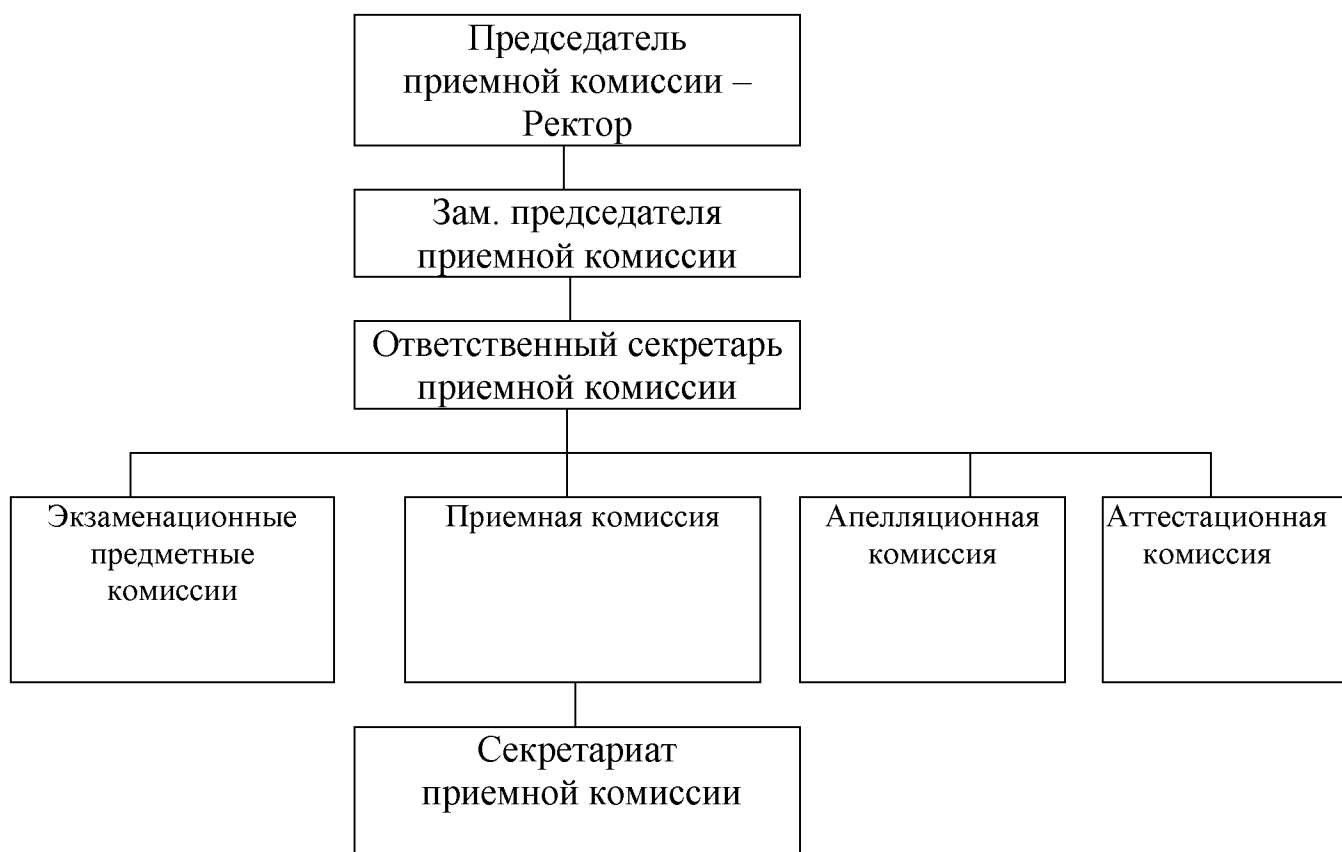 Председатель
приемной комиссии –
Ректор
Зам. председателя
приемной комиссии
Ответственный секретарь
приемной комиссии
Экзаменационные
предметные
комиссии
Приемная комиссия
Апелляционная
комиссия
Аттестационная
комиссия
Секретариат
приемной комиссии